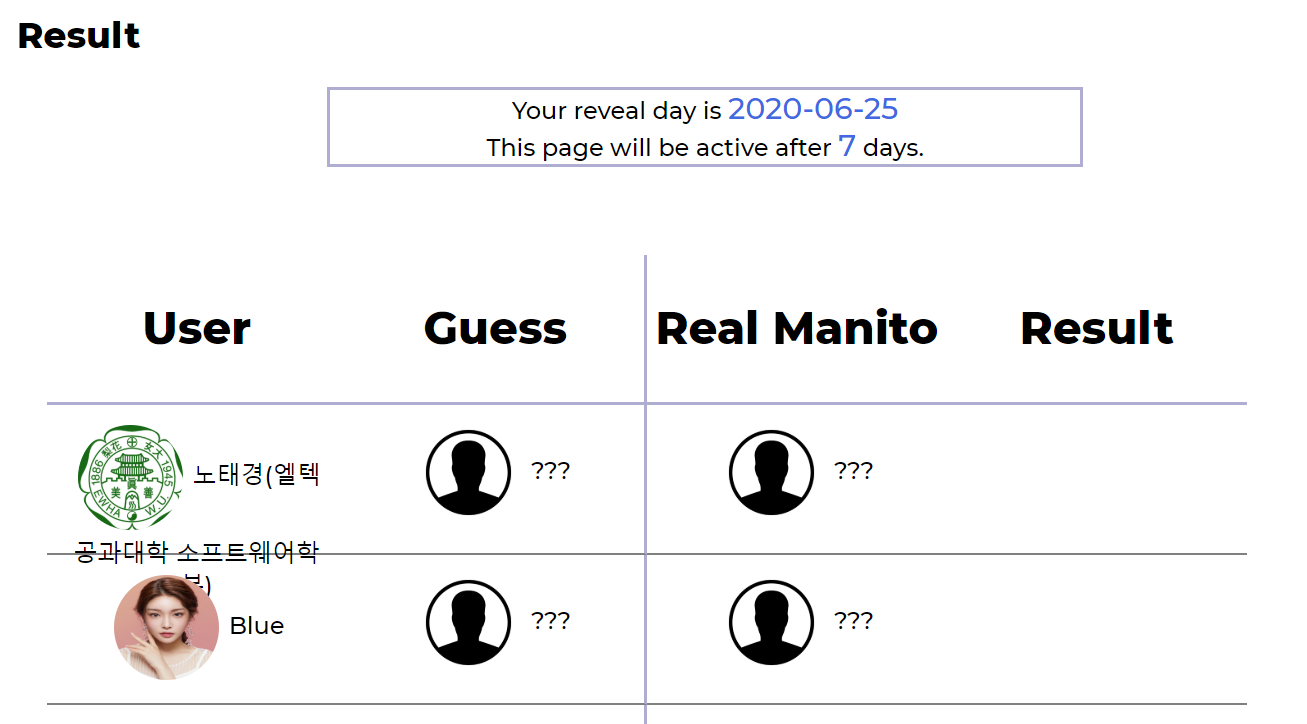 Result
Your reveal day is 2020-06-25
This page will be active after 7 days.
User Guess Real Manito Result
1886 梨花 女大 1945
眞 美 善
EWHA W.U.
노태경(엘텍 ??? ???
공과대학 소프트웨어학
부)
Blue ??? ???